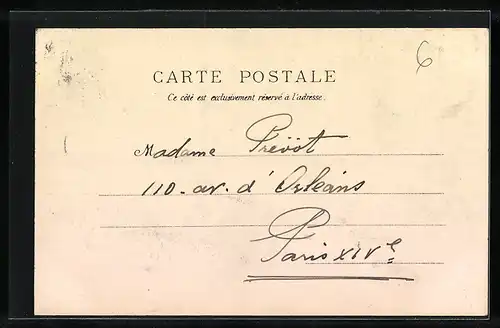 6
CARTE POSTALE
Ce côté est exclusivement réservé à l'adresse.
Madame Prévôt
110 - av. d'Orléans
Paris XIVe